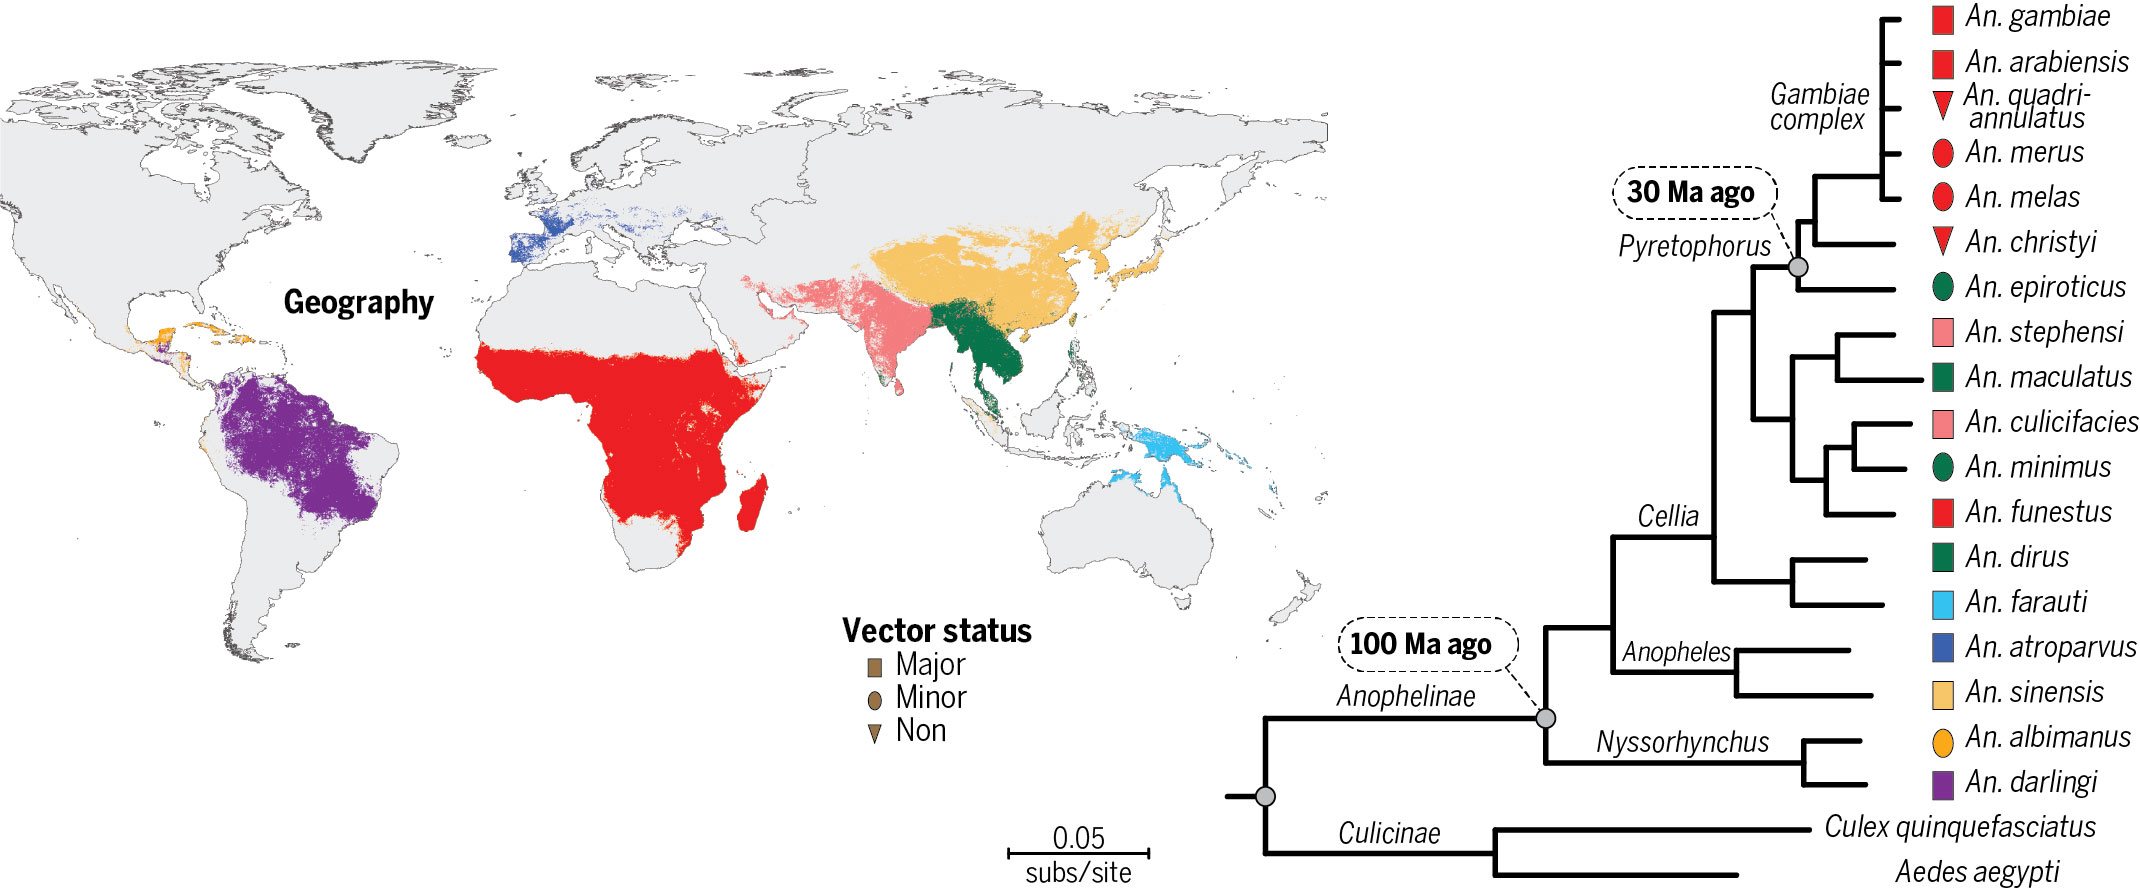 Geography
Vector status
Major
Minor
Non
0.05
subs/site
30 Ma ago
100 Ma ago
Gambiae
complex
Pyretophorus
Cellia
Anopheles
Anophelinae
Nyssorhynchus
Culicinae
An. gambiae
An. arabiensis
An. quadri-
annulatus
An. merus
An. melas
An. christyi
An. epiroticus
An. stephensi
An. maculatus
An. culicifacies
An. minimus
An. funestus
An. dirus
An. farauti
An. atroparvus
An. sinensis
An. albimanus
An. darlingi
Culex quinquefasciatus
Aedes aegypti